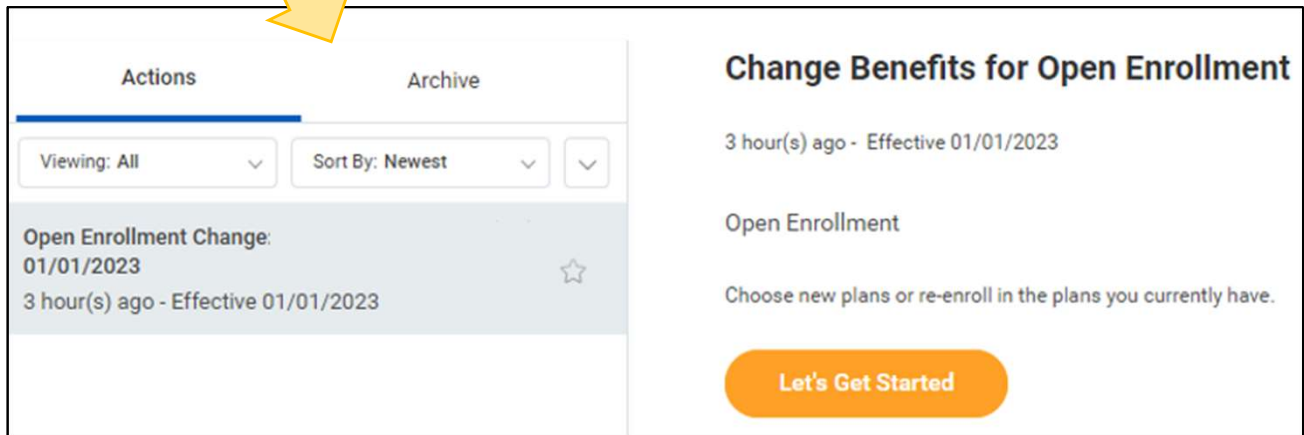 Actions
Archive
Viewing: All
Sort By: Newest
Open Enrollment Change:
01/01/2023
3 hour(s) ago - Effective 01/01/2023
Change Benefits for Open Enrollment
3 hour(s) ago - Effective 01/01/2023
Open Enrollment
Choose new plans or re-enroll in the plans you currently have.
Let's Get Started